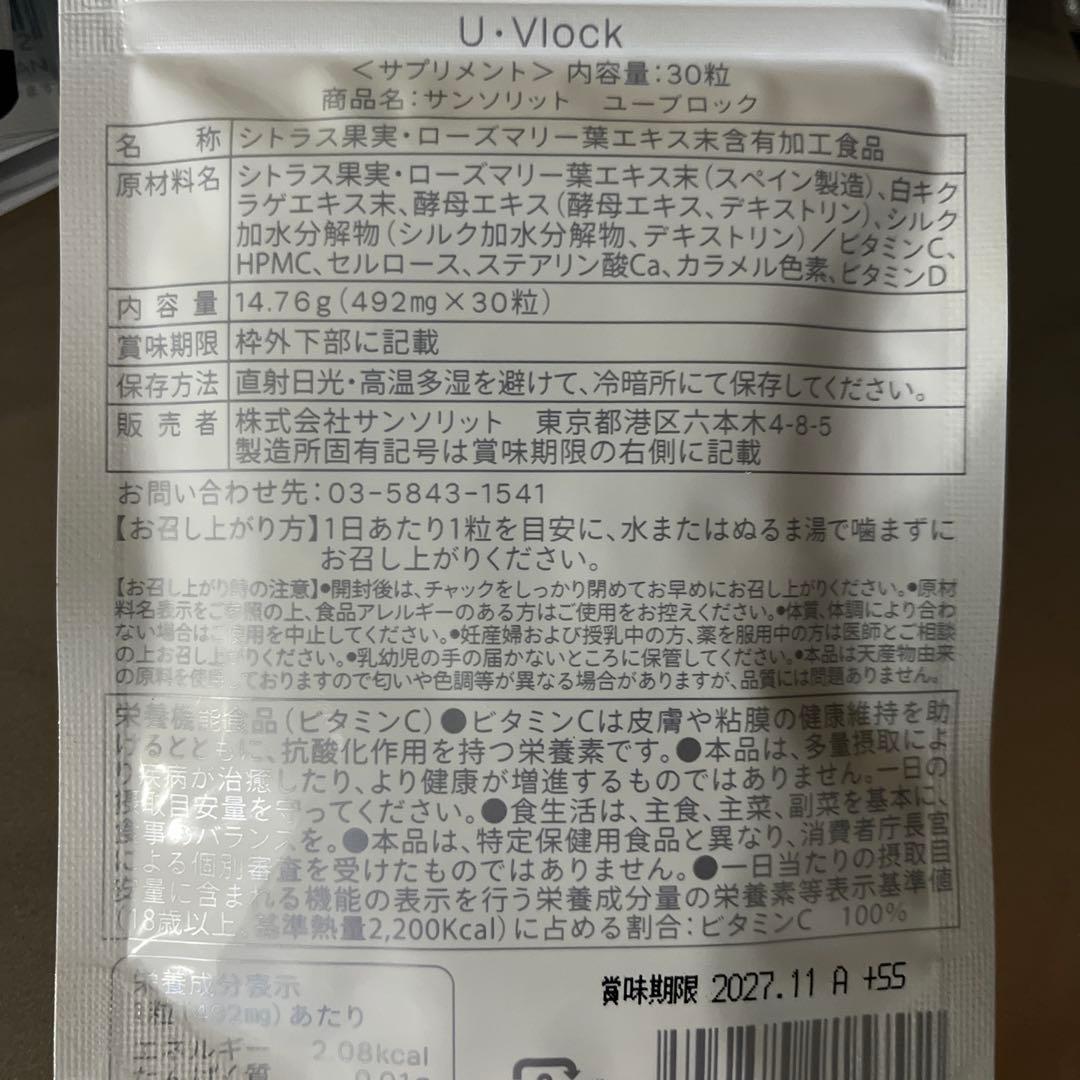 U・Vlock
＜サプリメント＞ 内容量：30粒
商品名：サンソリット ユーブロック
名称 シトラス果実・ローズマリー葉エキス末含有加工食品
原材料名 シトラス果実・ローズマリー葉エキス末（スペイン製造）、白キク
ラゲエキス末、酵母エキス（酵母エキス、デキストリン）、シルク
加水分解物（シルク加水分解物、デキストリン）／ビタミンC、
HPMC、セルロース、ステアリン酸Ca、カラメル色素、ビタミンD
内容量 14.76g（492mg×30粒）
賞味期限 枠外下部に記載
保存方法 直射日光・高温多湿を避けて、冷暗所にて保存してください。
販売者 株式会社サンソリット 東京都港区六本木4-8-5
製造所固有記号は賞味期限の右側に記載
お問い合わせ先：03-5843-1541
【お召し上がり方】1日あたり1粒を目安に、水またはぬるま湯で噛まずに
お召し上がりください。
【お召し上がり時の注意】●開封後は、チャックをしっかり閉めてお早めにお召し上がりください。●原材
料名表示をご参照の上、食品アレルギーのある方はご使用をお控えください。●体質、体調により合わ
ない場合はご使用を中止してください。●妊産婦および授乳中の方、薬を服用中の方は医師とご相談
の上お召し上がりください。●乳幼児の手の届かないところに保管してください。●本品は天産物由来
の原料を使用しておりますので匂いや色調等が異なる場合がありますが、品質には問題ありません。
栄養機能食品（ビタミンC）●ビタミンCは皮膚や粘膜の健康維持を助
けるとともに、抗酸化作用を持つ栄養素です。●本品は、多量摂取によ
り疾病が治癒したり、より健康が増進するものではありません。一日の
摂取目安量を守ってください。●食生活は、主食、主菜、副菜を基本に、
食事のバランスを。●本品は、特定保健用食品と異なり、消費者庁長官
による個別審査を受けたものではありません。●一日当たりの摂取目
安量に含まれる機能の表示を行う栄養成分量の栄養素等表示基準値
（18歳以上、基準熱量2,200Kcal）に占める割合：ビタミンC 100%
賞味期限 2027.11 A +SS
栄養成分表示
1粒（492mg）あたり
エネルギー 2.08kcal
たんぱく質 0.01g